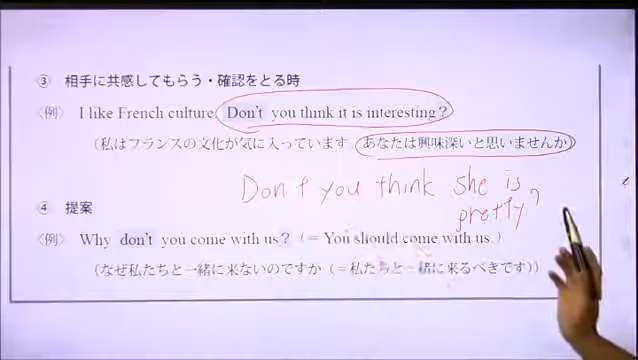 ③ 相手に共感してもらう・確認をとる時
〈例〉 I like French culture. Don't you think it is interesting?
(私はフランスの文化が気に入っています。あなたは興味深いと思いませんか)
Don't you think she is
pretty?
④ 提案
〈例〉 Why don't you come with us? (= You should come with us.)
(なぜ私たちと一緒に来ないのですか (=私たちと一緒に来るべきです))